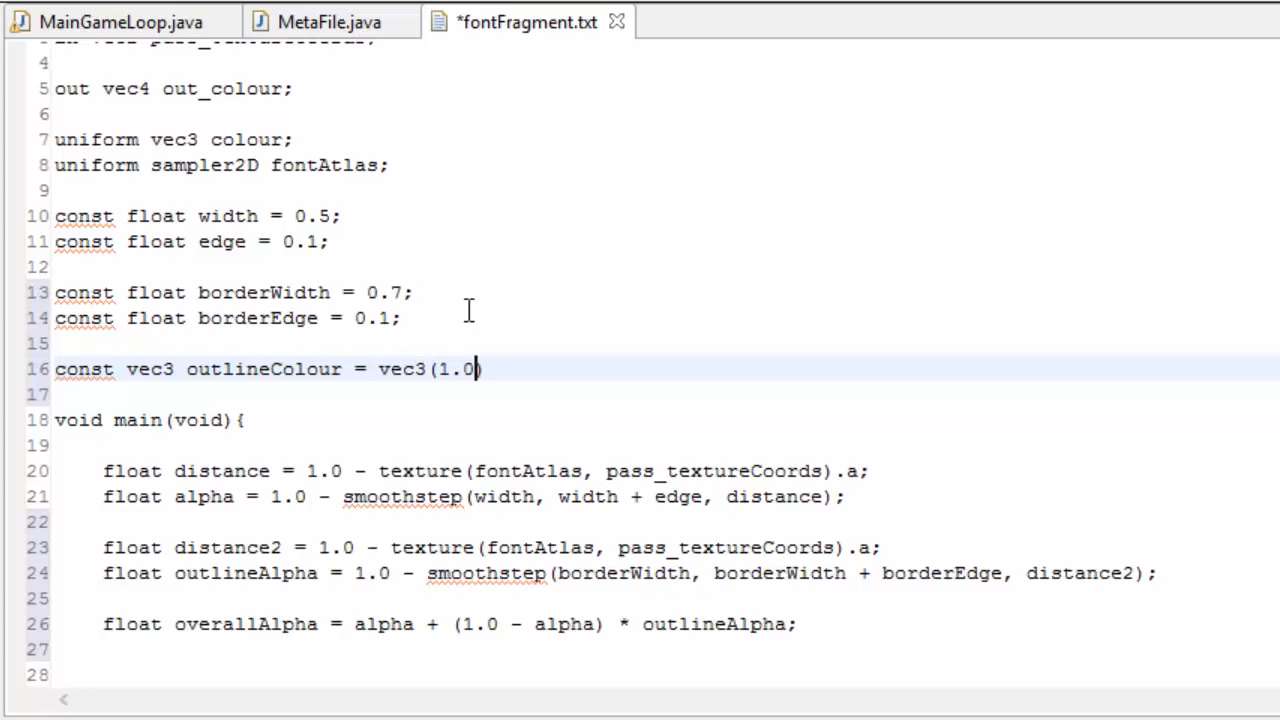 MainGameLoop.java MetaFile.java *fontFragment.txt
4
5 out vec4 out_colour;
6
7 uniform vec3 colour;
8 uniform sampler2D fontAtlas;
9
10 const float width = 0.5;
11 const float edge = 0.1;
12
13 const float borderWidth = 0.7;
14 const float borderEdge = 0.1;
15
16 const vec3 outlineColour = vec3(1.0)
17
18 void main(void){
19
20 float distance = 1.0 - texture(fontAtlas, pass_textureCoords).a;
21 float alpha = 1.0 - smoothstep(width, width + edge, distance);
22
23 float distance2 = 1.0 - texture(fontAtlas, pass_textureCoords).a;
24 float outlineAlpha = 1.0 - smoothstep(borderWidth, borderWidth + borderEdge, distance2);
25
26 float overallAlpha = alpha + (1.0 - alpha) * outlineAlpha;
27
28